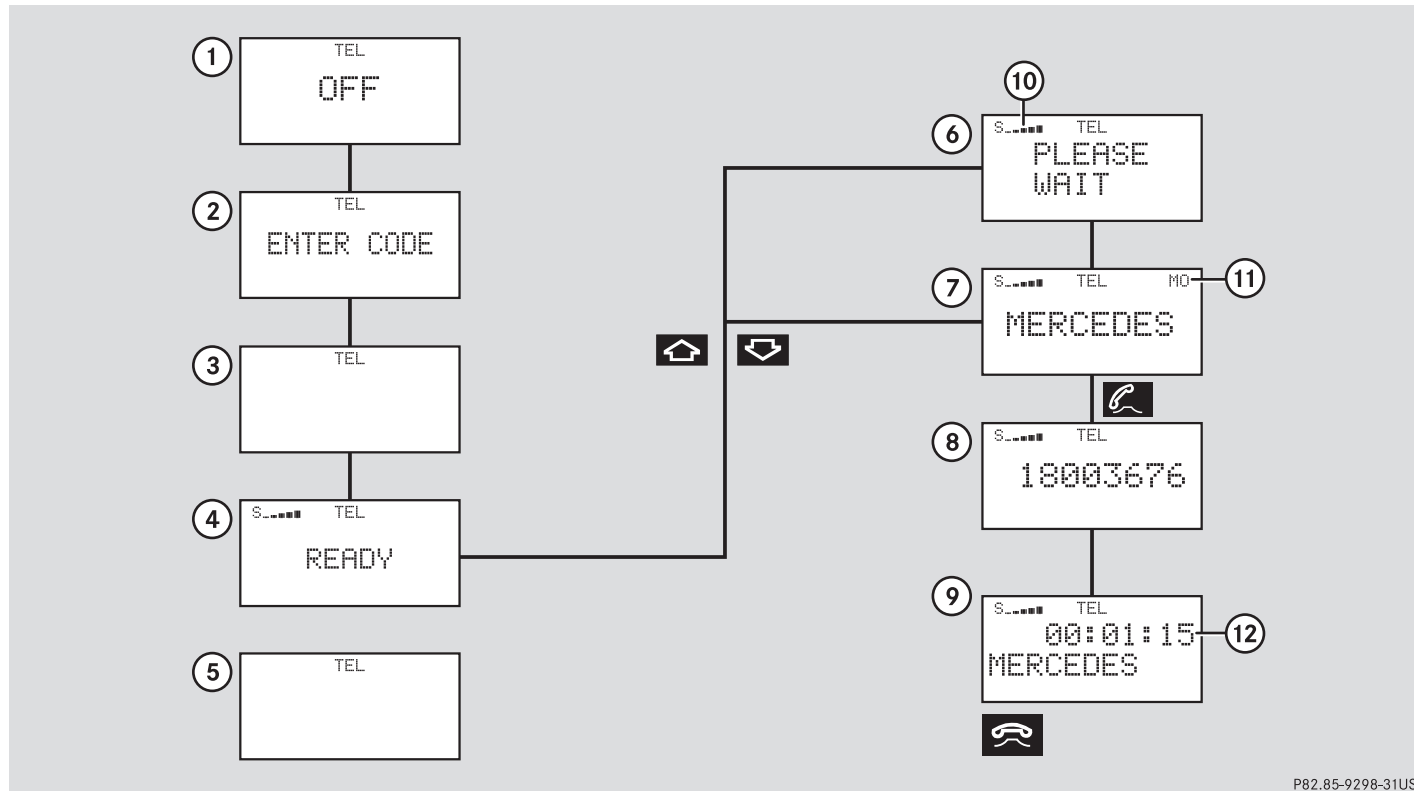 1
TEL
OFF
2
TEL
ENTER CODE
3
TEL
4
S TEL
READY
5
TEL
10
6
S TEL
PLEASE
WAIT
7
S TEL MO
11
MERCEDES
8
S TEL
18003676
9
S TEL
00:01:15
12
MERCEDES
P82.85-9298-31US